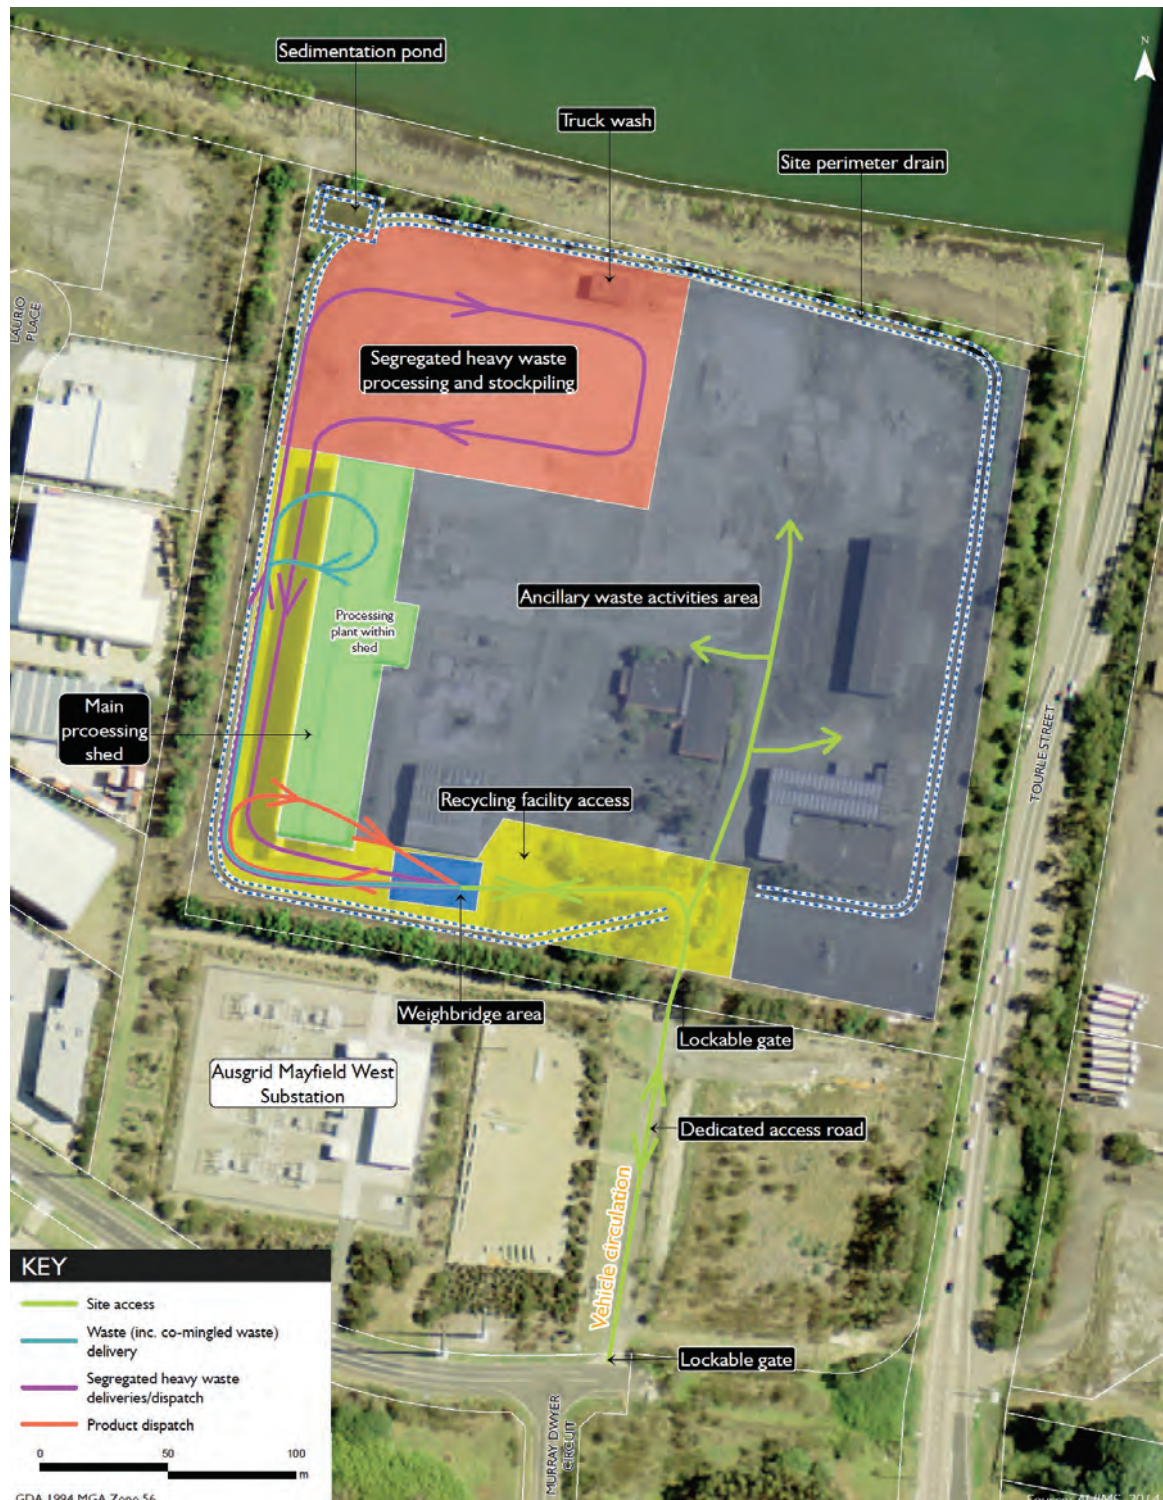 N
Sedimentation pond
Truck wash
Site perimeter drain
LAURIO
PLACE
Segregated heavy waste
processing and stockpiling
Ancillary waste activities area
Processing
plant within
shed
Main
prcoessing
shed
TOURLE STREET
Recycling facility access
Weighbridge area
Lockable gate
Ausgrid Mayfield West
Substation
Dedicated access road
Vehicle circulation
Lockable gate
MURRAY DWYER
CIRCUIT
KEY
Site access
Waste (inc. co-mingled waste)
delivery
Segregated heavy waste
deliveries/dispatch
Product dispatch
0 50 100
m
GDA 1994 MGA Zone 56